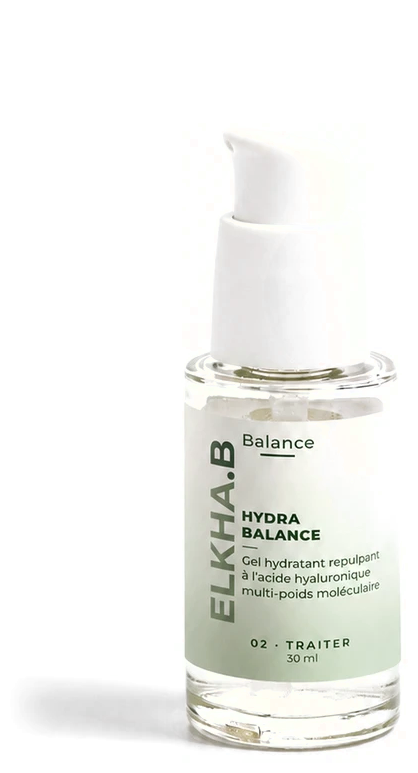 ELKHA.B
Balance
HYDRA
BALANCE
Gel hydratant repulpant
à l'acide hyaluronique
multi-poids moléculaire
02 · TRAITER
30 ml